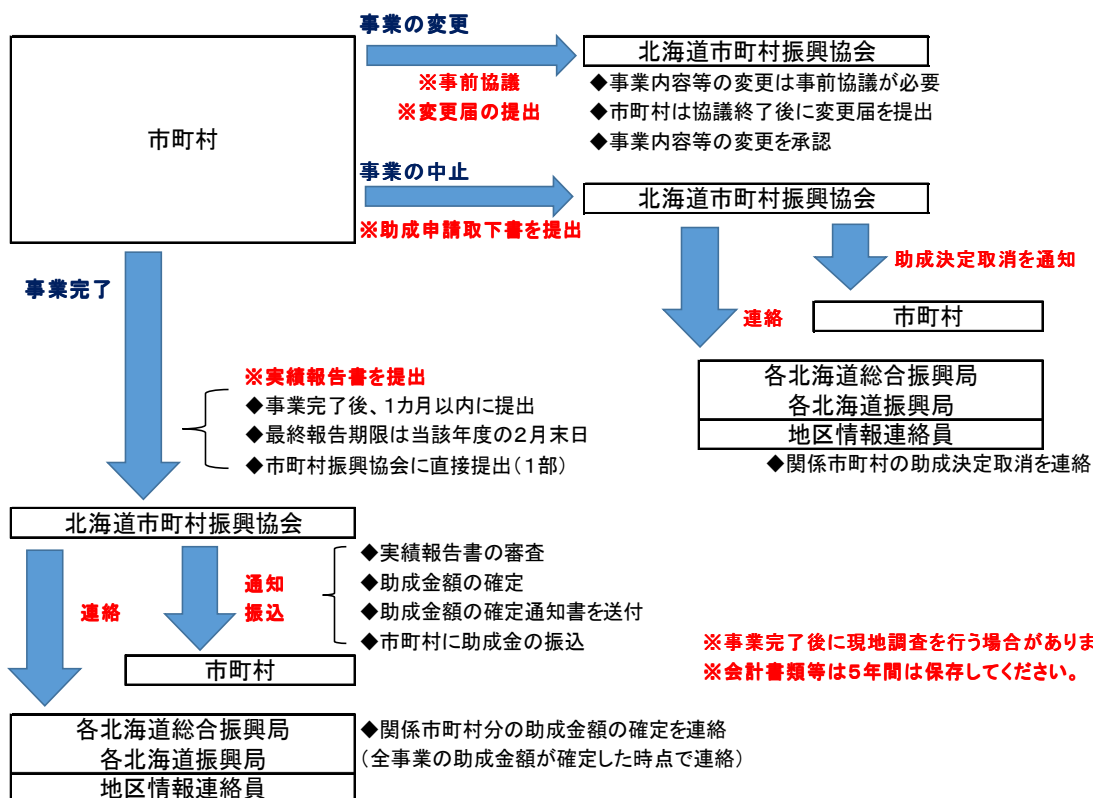 事業の変更
市町村
北海道市町村振興協会
※事前協議
※変更届の提出
◆事業内容等の変更は事前協議が必要
◆市町村は協議終了後に変更届を提出
◆事業内容等の変更を承認
事業の中止
北海道市町村振興協会
※助成申請取下書を提出
助成決定取消を通知
連絡
市町村
各北海道総合振興局
各北海道振興局
地区情報連絡員
◆関係市町村の助成決定取消を連絡
事業完了
※実績報告書を提出
◆事業完了後、1カ月以内に提出
◆最終報告期限は当該年度の2月末日
◆市町村振興協会に直接提出(1部)
北海道市町村振興協会
連絡
通知
振込
◆実績報告書の審査
◆助成金額の確定
◆助成金額の確定通知書を送付
◆市町村に助成金の振込
市町村
※事業完了後に現地調査を行う場合がありま
※会計書類等は5年間は保存してください。
各北海道総合振興局
各北海道振興局
地区情報連絡員
◆関係市町村分の助成金額の確定を連絡
(全事業の助成金額が確定した時点で連絡)